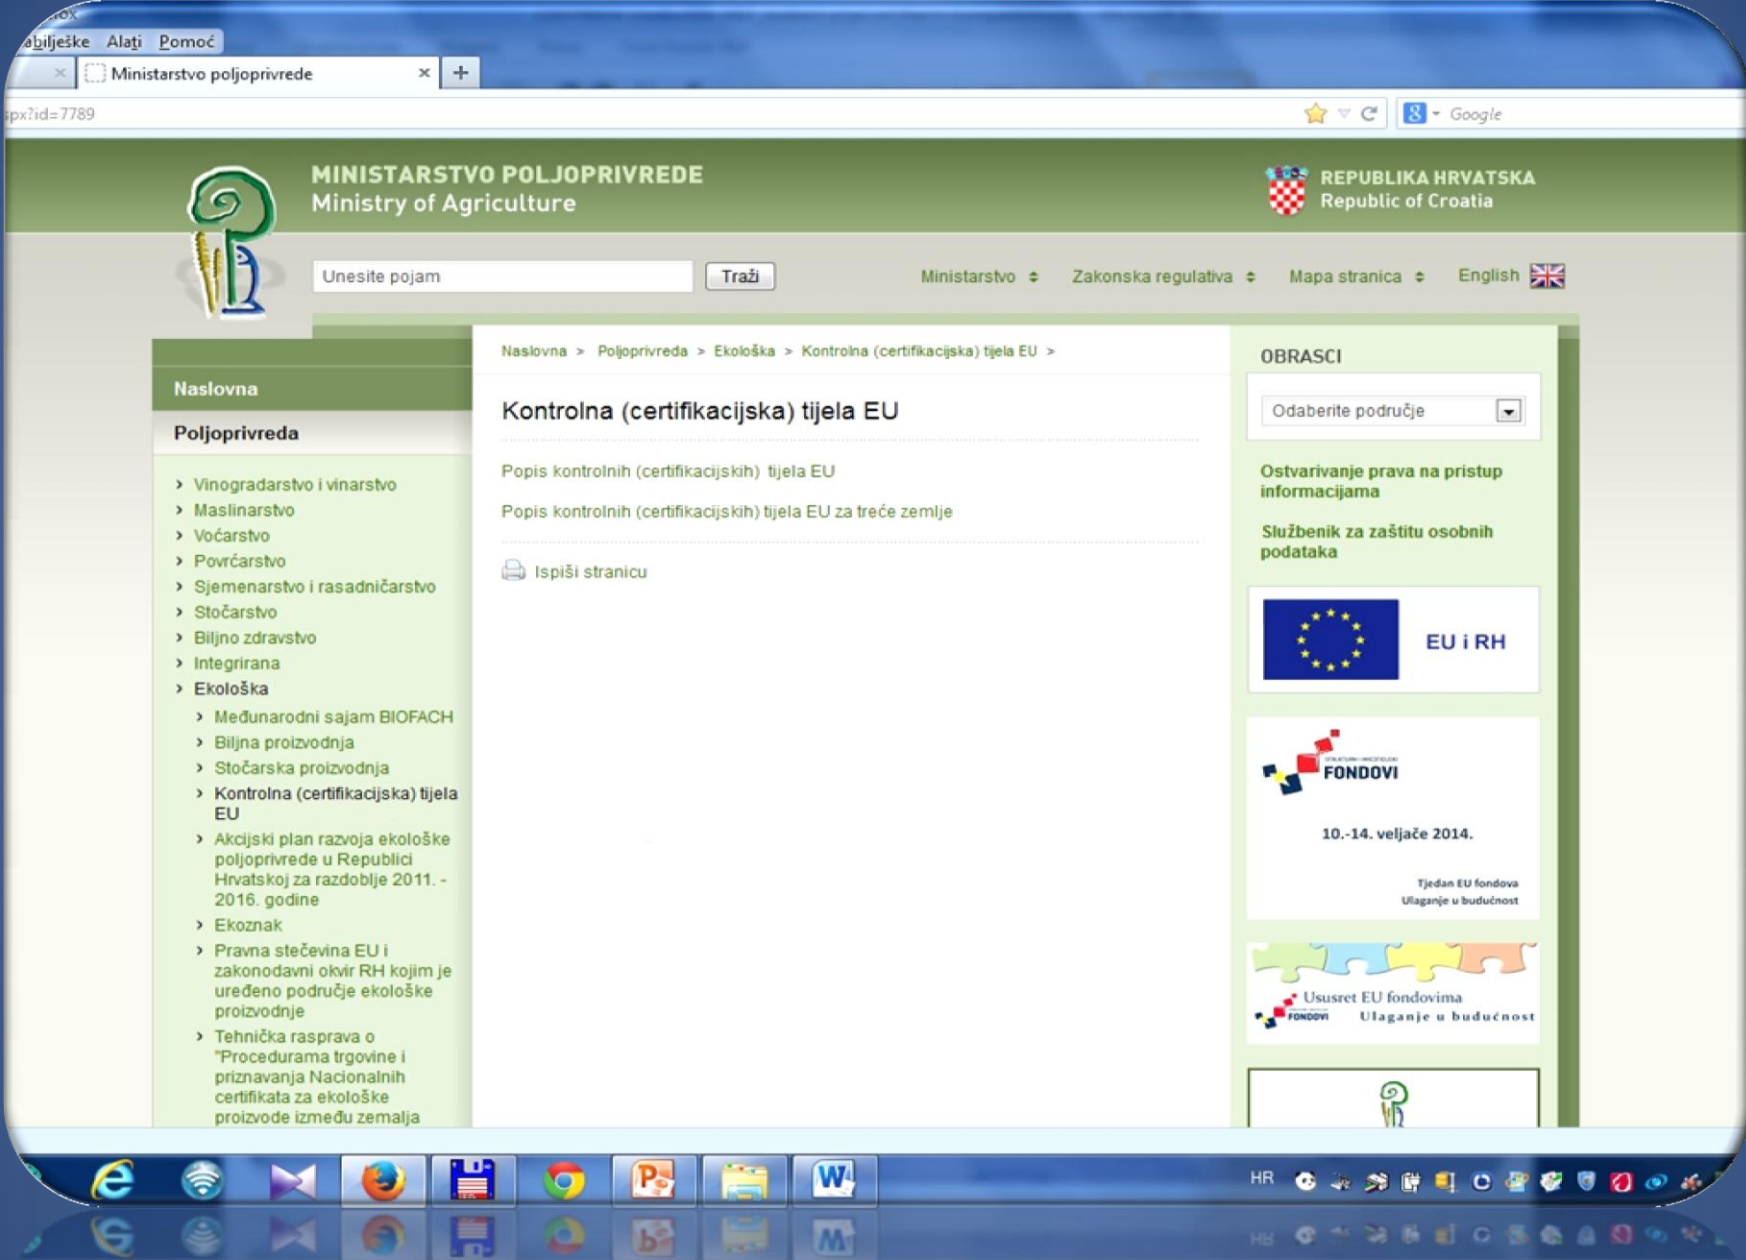 abilješke Alati Pomoć
Ministarstvo poljoprivrede
spx?id=7789
Google
MINISTARSTVO POLJOPRIVREDE
Ministry of Agriculture
REPUBLIKA HRVATSKA
Republic of Croatia
Unesite pojam
Traži
Ministarstvo
Zakonska regulativa
Mapa stranica
English
Naslovna
Poljoprivreda
Vinogradarstvo i vinarstvo
Maslinarstvo
Voćarstvo
Povrćarstvo
Sjemenarstvo i rasadničarstvo
Stočarstvo
Biljno zdravstvo
Integrirana
Ekološka
Međunarodni sajam BIOFACH
Biljna proizvodnja
Stočarska proizvodnja
Kontrolna (certifikacijska) tijela
EU
Akcijski plan razvoja ekološke
poljoprivrede u Republici
Hrvatskoj za razdoblje 2011. -
2016. godine
Ekoznak
Pravna stečevina EU i
zakonodavni okvir RH kojim je
uređeno područje ekološke
proizvodnje
Tehnička rasprava o
"Procedurama trgovine i
priznavanja Nacionalnih
certifikata za ekološke
proizvode između zemalja
Naslovna > Poljoprivreda > Ekološka > Kontrolna (certifikacijska) tijela EU >
Kontrolna (certifikacijska) tijela EU
Popis kontrolnih (certifikacijskih) tijela EU
Popis kontrolnih (certifikacijskih) tijela EU za treće zemlje
Ispiši stranicu
OBRASCI
Odaberite područje
Ostvarivanje prava na pristup
informacijama
Službenik za zaštitu osobnih
podataka
EU i RH
FONDOVI
10.-14. veljače 2014.
Tjedan EU fondova
Ulaganje u budućnost
Ususret EU fondovima
FONDOVI Ulaganje u budućnost
HR